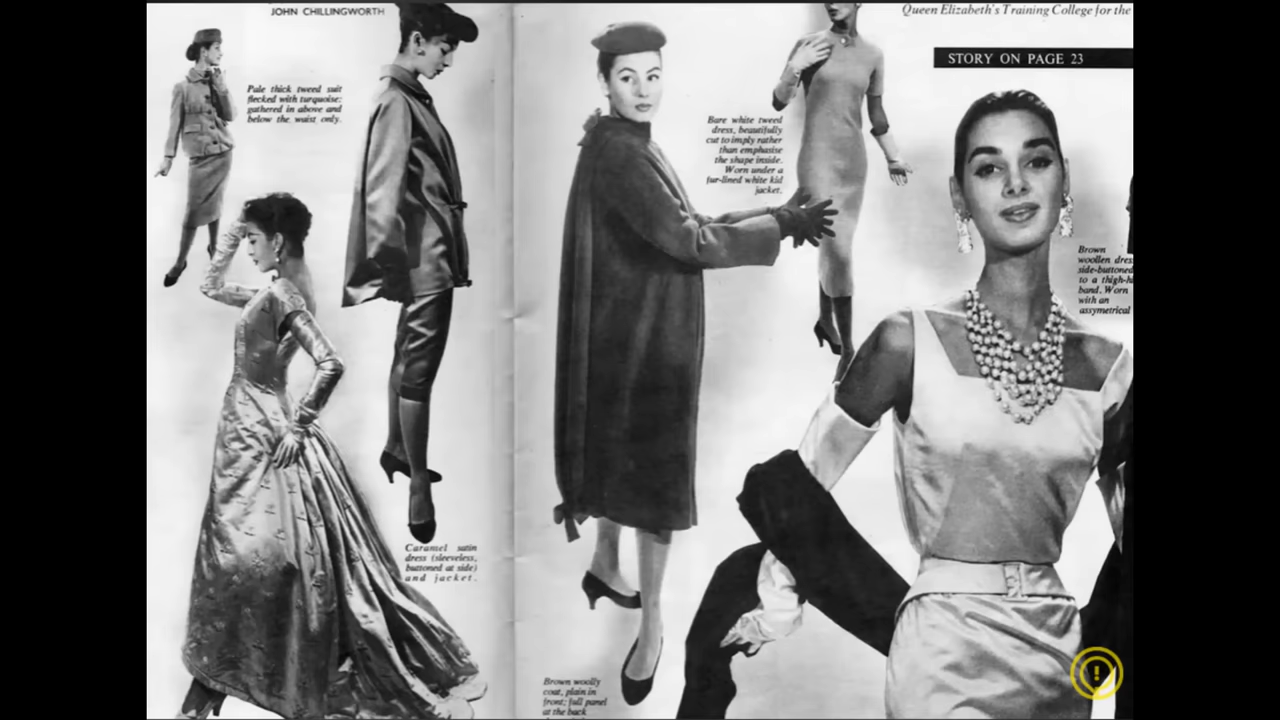 JOHN CHILLINGWORTH
Pale thick tweed suit
flecked with turquoise:
gathered in above and
below the waist only.
Caramel satin
dress (sleeveless,
buttoned at side)
and jacket.
Queen Elizabeth's Training College for the
STORY ON PAGE 23
Bare white tweed
dress, beautifully
cut to imply rather
than emphasise
the shape inside.
Worn under a
fur-lined white kid
jacket.
Brown
woollen dress
side-buttoned
to a thigh-h
band. Worn
with an
assymetrical
Brown woolly
coat, plain in
front; full panel
at the back